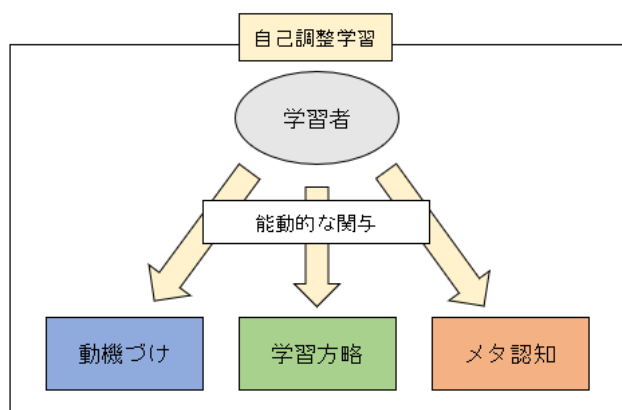 自己調整学習
学習者
能動的な関与
動機づけ
学習方略
メタ認知